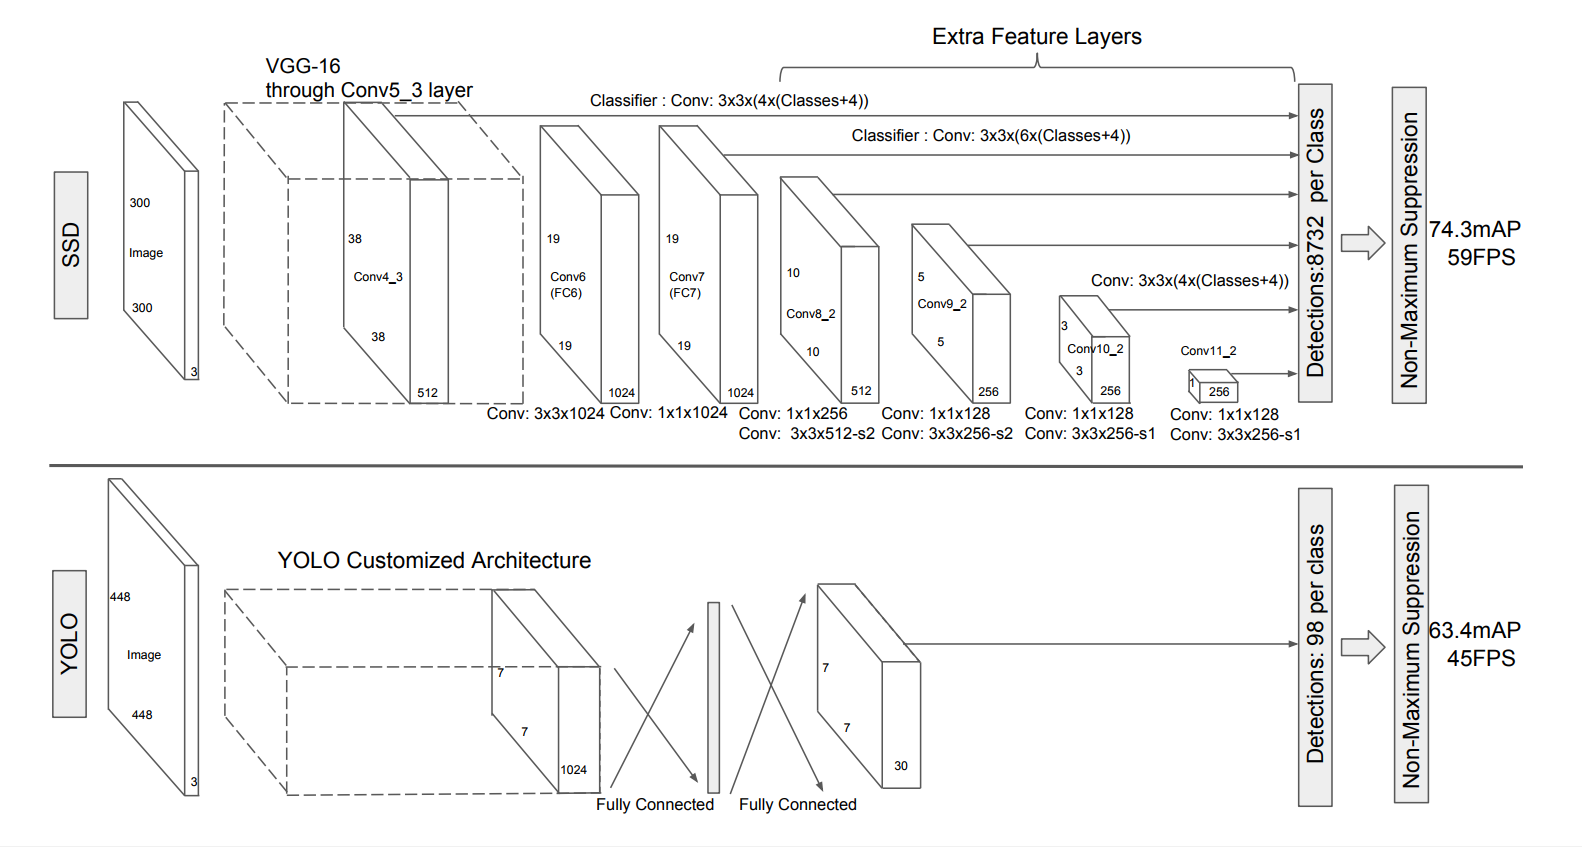 Extra Feature Layers
VGG-16
through Conv5_3 layer
Classifier : Conv: 3x3x(4x(Classes+4))
Classifier : Conv: 3x3x(6x(Classes+4))
SSD
300
Image
300
3
38
Conv4_3
38
512
19
Conv6
(FC6)
19
1024
19
Conv7
(FC7)
19
1024
10
Conv8_2
10
512
5
Conv9_2
5
256
Conv: 3x3x(4x(Classes+4))
3
Conv10_2
3
256
Conv11_2
1
256
Conv: 3x3x1024
Conv: 1x1x1024
Conv: 1x1x256
Conv: 3x3x512-s2
Conv: 1x1x128
Conv: 3x3x256-s2
Conv: 1x1x128
Conv: 3x3x256-s1
Conv: 1x1x128
Conv: 3x3x256-s1
Detections:8732 per Class
Non-Maximum Suppression
74.3mAP
59FPS
YOLO
448
Image
448
3
YOLO Customized Architecture
7
7
1024
Fully Connected
Fully Connected
7
7
30
Detections: 98 per class
Non-Maximum Suppression
63.4mAP
45FPS